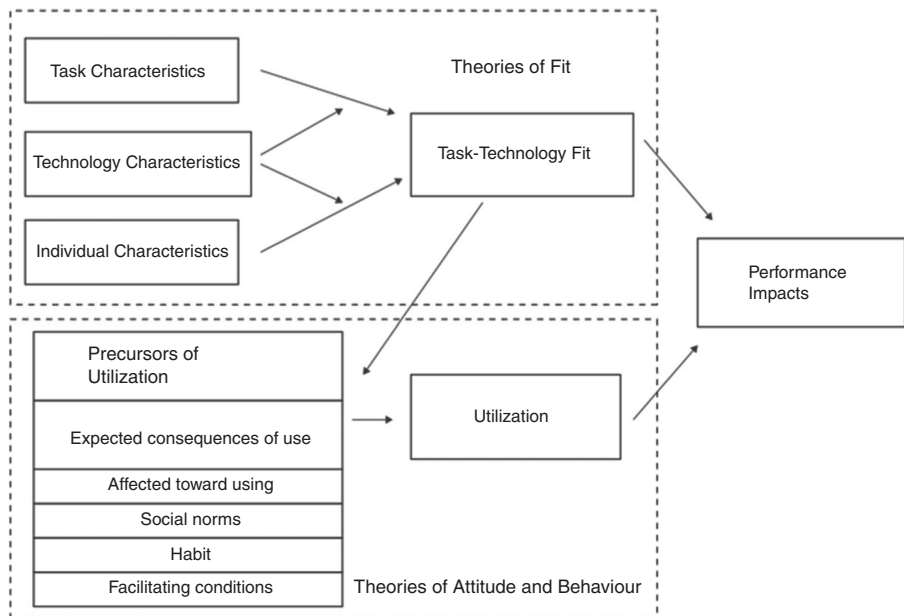 Task Characteristics
Theories of Fit
Technology Characteristics
Task-Technology Fit
Individual Characteristics
Performance
Impacts
Precursors of
Utilization
Expected consequences of use
Utilization
Affected toward using
Social norms
Habit
Facilitating conditions
Theories of Attitude and Behaviour